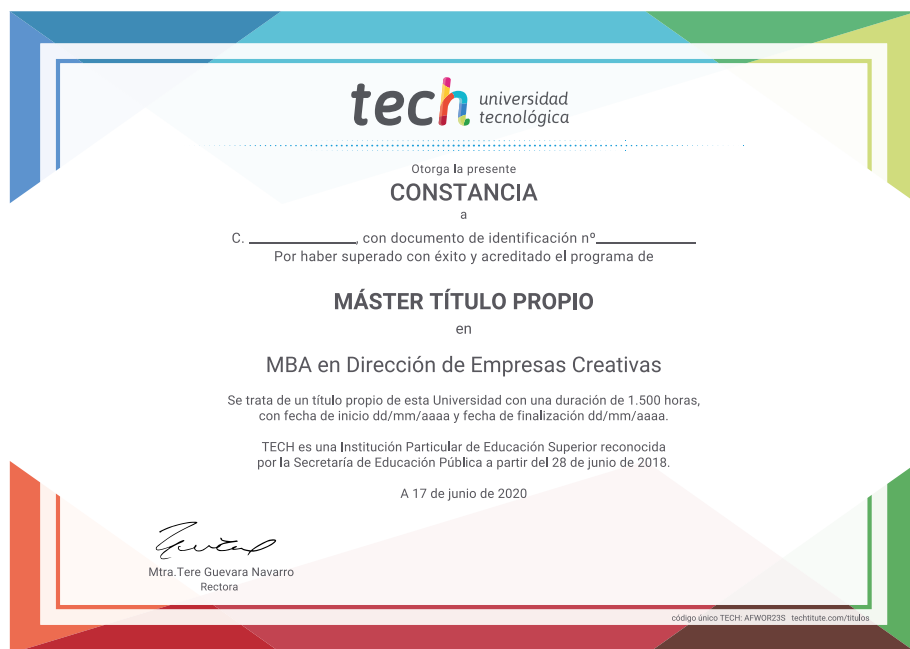 tech universidad
tecnológica
Otorga la presente
CONSTANCIA
a
C. ____________, con documento de identificación nº____________
Por haber superado con éxito y acreditado el programa de
MÁSTER TÍTULO PROPIO
en
MBA en Dirección de Empresas Creativas
Se trata de un título propio de esta Universidad con una duración de 1.500 horas,
con fecha de inicio dd/mm/aaaa y fecha de finalización dd/mm/aaaa.
TECH es una Institución Particular de Educación Superior reconocida
por la Secretaría de Educación Pública a partir del 28 de junio de 2018.
A 17 de junio de 2020
Mtra.Tere Guevara Navarro
Rectora
código único TECH: AFWOR23S techtitute.com/titulos